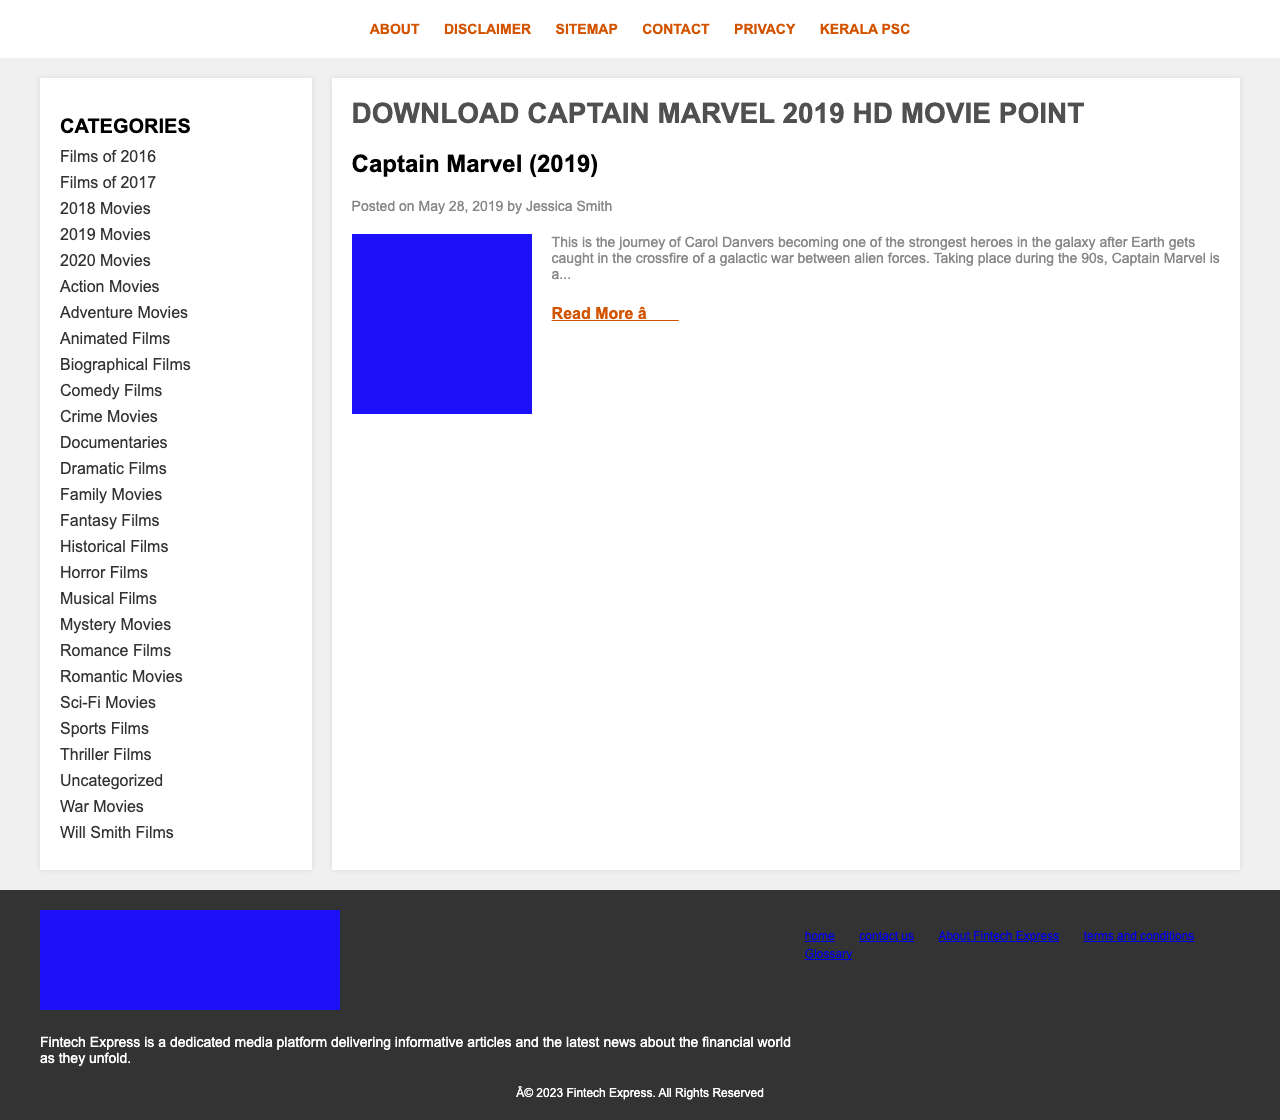 ABOUT DISCLAIMER SITEMAP CONTACT PRIVACY KERALA PSC
CATEGORIES
Films of 2016
Films of 2017
2018 Movies
2019 Movies
2020 Movies
Action Movies
Adventure Movies
Animated Films
Biographical Films
Comedy Films
Crime Movies
Documentaries
Dramatic Films
Family Movies
Fantasy Films
Historical Films
Horror Films
Musical Films
Mystery Movies
Romance Films
Romantic Movies
Sci-Fi Movies
Sports Films
Thriller Films
Uncategorized
War Movies
Will Smith Films
DOWNLOAD CAPTAIN MARVEL 2019 HD MOVIE POINT
Captain Marvel (2019)
Posted on May 28, 2019 by Jessica Smith
This is the journey of Carol Danvers becoming one of the strongest heroes in the galaxy after Earth gets
caught in the crossfire of a galactic war between alien forces. Taking place during the 90s, Captain Marvel is
a...
Read More â
home contact us About Fintech Express terms and conditions
Glossary
Fintech Express is a dedicated media platform delivering informative articles and the latest news about the financial world
as they unfold.
Â© 2023 Fintech Express. All Rights Reserved